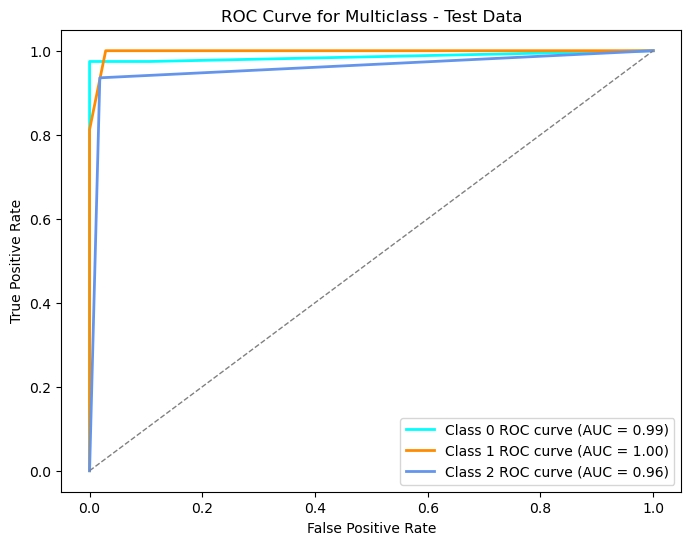 ROC Curve for Multiclass - Test Data
True Positive Rate
1.0
0.8
0.6
0.4
0.2
0.0
Class 0 ROC curve (AUC = 0.99)
Class 1 ROC curve (AUC = 1.00)
Class 2 ROC curve (AUC = 0.96)
0.0 0.2 0.4 0.6 0.8 1.0
False Positive Rate